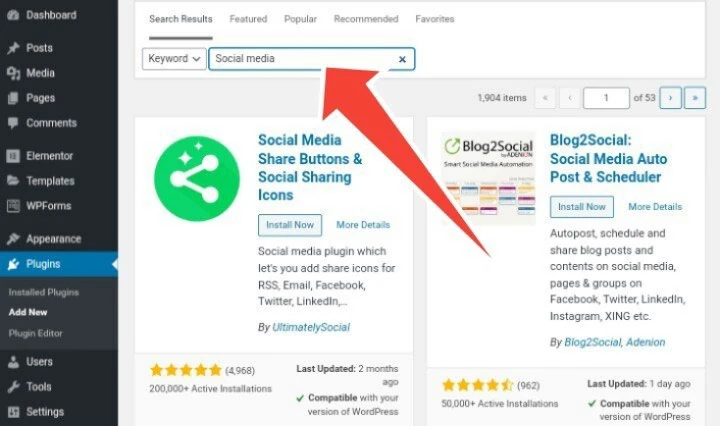 Dashboard
Posts
Media
Pages
Comments
Elementor
Templates
WPForms
Appearance
Plugins
Installed Plugins
Add New
Plugin Editor
Users
Tools
Settings
Search Results Featured Popular Recommended Favorites
Keyword Social media ×
1,904 items « ‹ 1 of 53 › »
Social Media
Share Buttons &
Social Sharing
Icons
Install Now More Details
Social media plugin which
let's you add share icons for
RSS, Email, Facebook,
Twitter, LinkedIn,...
By UltimatelySocial
(4,968)
200,000+ Active Installations
Last Updated: 2 months
ago
Compatible with your
version of WordPress
Blog2Social
by ADENION
Smart Social Media Automation
Blog2Social:
Social Media Auto
Post & Scheduler
Install Now More Details
Autopost, schedule and
share blog posts and
contents on social media,
pages & groups on
Facebook, Twitter, LinkedIn,
Instagram, XING etc.
By Blog2Social, Adenion
(962)
50,000+ Active Installations
Last Updated: 1 day ago
Compatible with your
version of WordPress